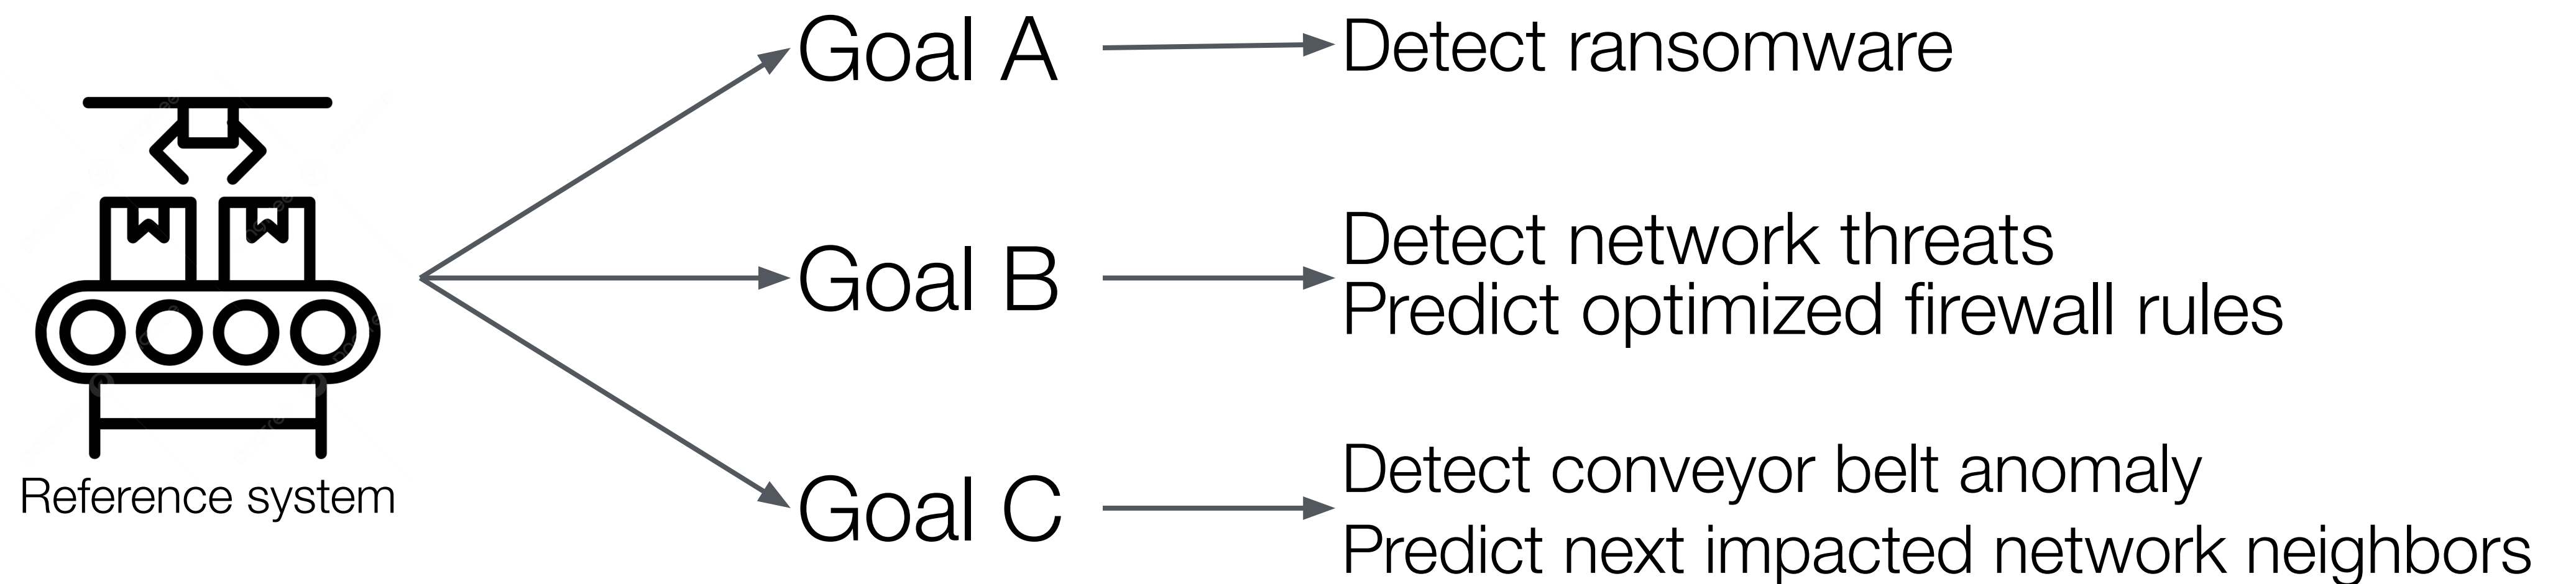 Goal A
Detect ransomware
Goal B
Detect network threats
Predict optimized firewall rules
Goal C
Detect conveyor belt anomaly
Predict next impacted network neighbors
Reference system